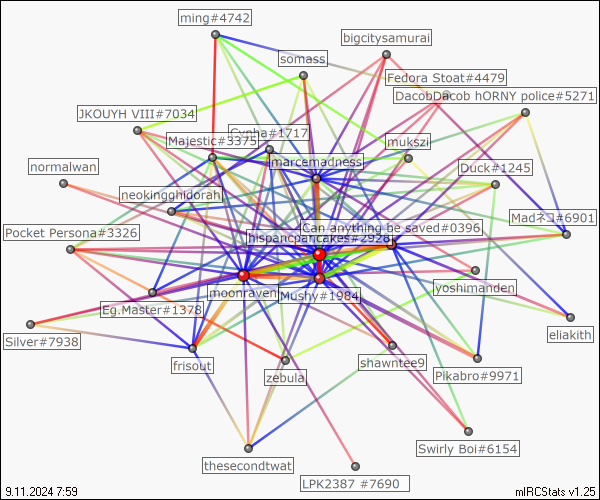 ming#4742
bigcitysamurai
somass
Fedora Stoat#4479
DacobDacob hORNY police#5271
JKOUYH VIII#7034
Cynha#1717
Majestic#3375
mukszi
marcemadness
Duck#1245
normalwan
neokingghidorah
Madネコ#6901
Can anything be saved#0396
Pocket Persona#3326
hispanicpancakes#2928
yoshimanden
moonraven
Mushy#1984
Eg.Master#1378
eliakith
Silver#7938
frisout
shawntee9
zebula
Pikabro#9971
Swirly Boi#6154
thesecondtwat
LPK2387 #7690
9.11.2024 7:59
mIRCStats v1.25